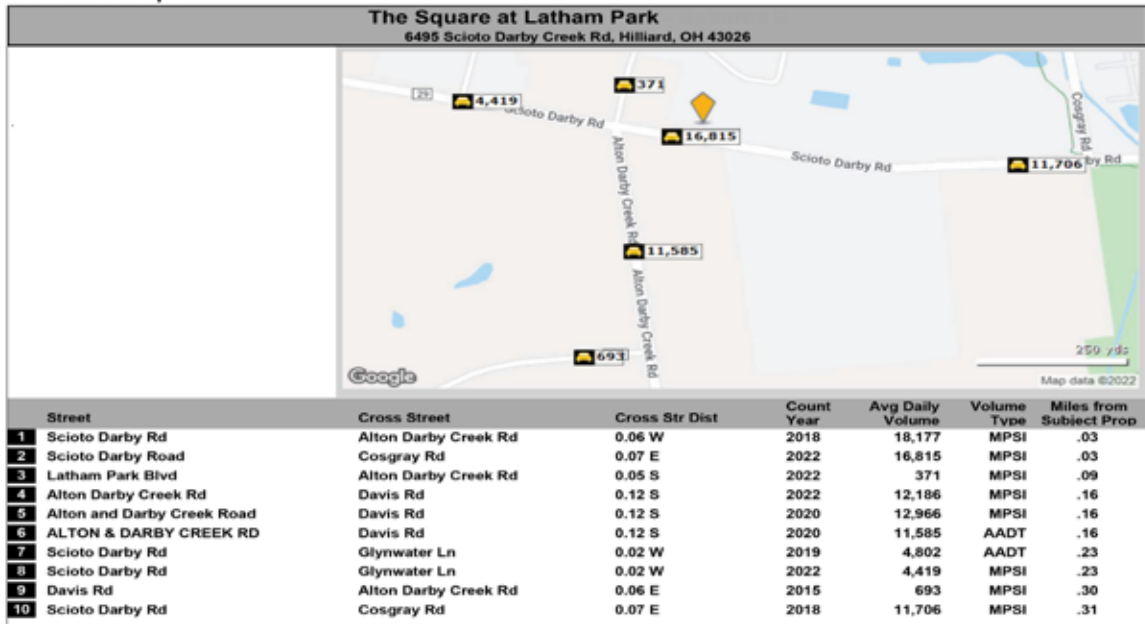 The Square at Latham Park
6495 Scioto Darby Creek Rd, Hilliard, OH 43026
371
29
4,419
Scioto Darby Rd
16,815
Cosgray Rd
Scioto Darby Rd
11,706
by Rd
Alton Darby Creek Rd
11,585
Alton Darby Creek Rd
693
250 yds
Google
Map data ©2022
Street Cross Street Cross Str Dist Count Year Avg Daily Volume Volume Type Miles from Subject Prop
1 Scioto Darby Rd Alton Darby Creek Rd 0.06 W 2018 18,177 MPSI .03
2 Scioto Darby Road Cosgray Rd 0.07 E 2022 16,815 MPSI .03
3 Latham Park Blvd Alton Darby Creek Rd 0.05 S 2022 371 MPSI .09
4 Alton Darby Creek Rd Davis Rd 0.12 S 2022 12,186 MPSI .16
5 Alton and Darby Creek Road Davis Rd 0.12 S 2020 12,966 MPSI .16
6 ALTON & DARBY CREEK RD Davis Rd 0.12 S 2020 11,585 AADT .16
7 Scioto Darby Rd Glynwater Ln 0.02 W 2019 4,802 AADT .23
8 Scioto Darby Rd Glynwater Ln 0.02 W 2022 4,419 MPSI .23
9 Davis Rd Alton Darby Creek Rd 0.06 E 2015 693 MPSI .30
10 Scioto Darby Rd Cosgray Rd 0.07 E 2018 11,706 MPSI .31